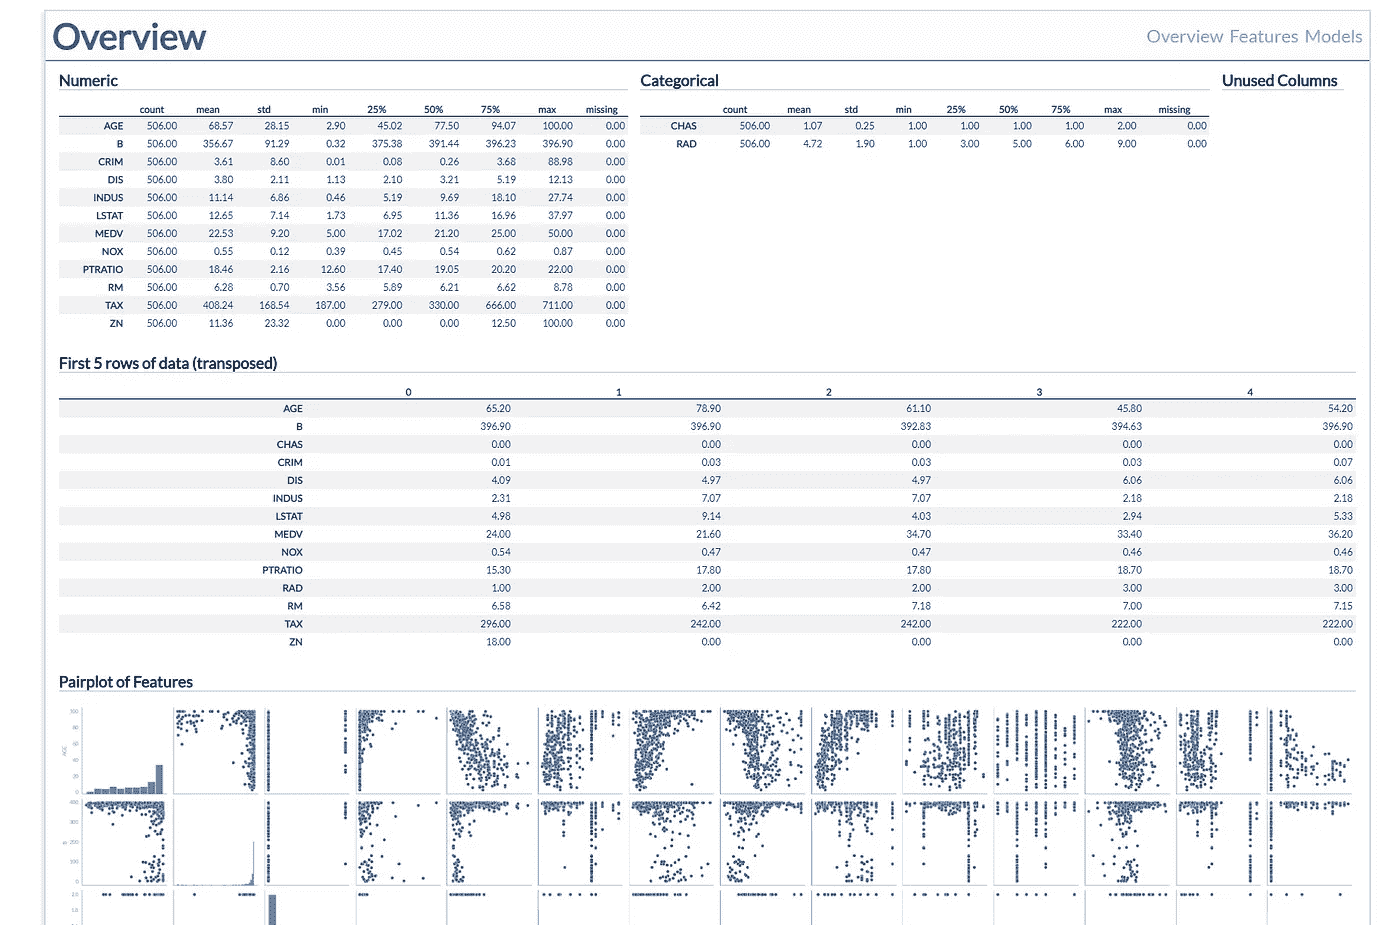 Overview
Overview Features Models
Numeric
count mean std min 25% 50% 75% max missing
AGE 506.00 68.57 28.15 2.90 45.02 77.50 94.07 100.00 0.00
B 506.00 356.67 91.29 0.32 375.38 391.44 396.23 396.90 0.00
CRIM 506.00 3.61 8.60 0.01 0.08 0.26 3.68 88.98 0.00
DIS 506.00 3.80 2.11 1.13 2.10 3.21 5.19 12.13 0.00
INDUS 506.00 11.14 6.86 0.46 5.19 9.69 18.10 27.74 0.00
LSTAT 506.00 12.65 7.14 1.73 6.95 11.36 16.96 37.97 0.00
MEDV 506.00 22.53 9.20 5.00 17.02 21.20 25.00 50.00 0.00
NOX 506.00 0.55 0.12 0.39 0.45 0.54 0.62 0.87 0.00
PTRATIO 506.00 18.46 2.16 12.60 17.40 19.05 20.20 22.00 0.00
RM 506.00 6.28 0.70 3.56 5.89 6.21 6.62 8.78 0.00
TAX 506.00 408.24 168.54 187.00 279.00 330.00 666.00 711.00 0.00
ZN 506.00 11.36 23.32 0.00 0.00 0.00 12.50 100.00 0.00
Categorical
count mean std min 25% 50% 75% max missing
CHAS 506.00 1.07 0.25 1.00 1.00 1.00 1.00 2.00 0.00
RAD 506.00 4.72 1.90 1.00 3.00 5.00 6.00 9.00 0.00
Unused Columns
First 5 rows of data (transposed)
0 1 2 3 4
AGE 65.20 78.90 61.10 45.80 54.20
B 396.90 396.90 392.83 394.63 396.90
CHAS 0.00 0.00 0.00 0.00 0.00
CRIM 0.01 0.03 0.03 0.03 0.07
DIS 4.09 4.97 4.97 6.06 6.06
INDUS 2.31 7.07 7.07 2.18 2.18
LSTAT 4.98 9.14 4.03 2.94 5.33
MEDV 24.00 21.60 34.70 33.40 36.20
NOX 0.54 0.47 0.47 0.46 0.46
PTRATIO 15.30 17.80 17.80 18.70 18.70
RAD 1.00 2.00 2.00 3.00 3.00
RM 6.58 6.42 7.18 7.00 7.15
TAX 296.00 242.00 242.00 222.00 222.00
ZN 18.00 0.00 0.00 0.00 0.00
Pairplot of Features
100
80
AGE
60
40
20
0
400
300
B
200
100
0
2.0
1.8